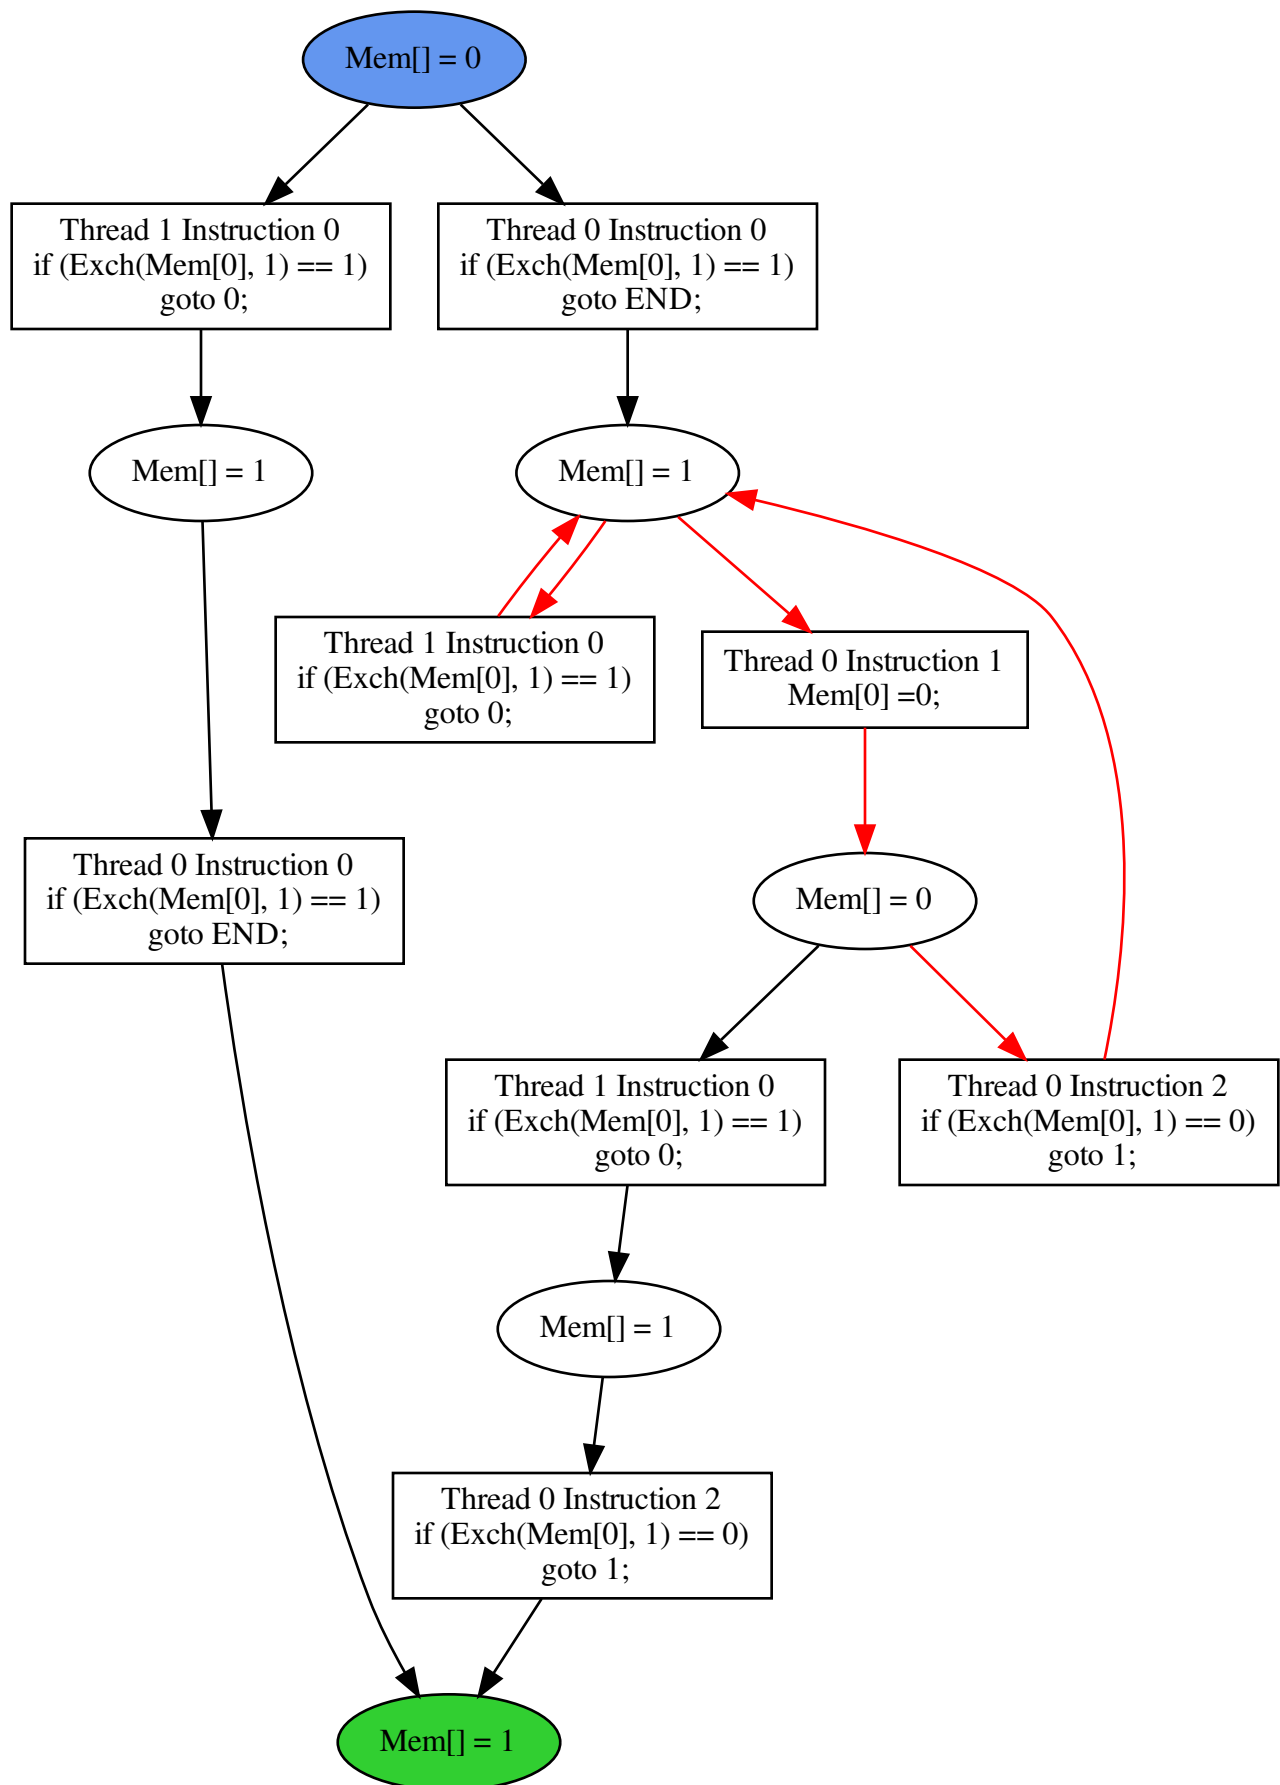 Mem[] = 0
Thread 1 Instruction 0
if (Exch(Mem[0], 1) == 1)
goto 0;
Thread 0 Instruction 0
if (Exch(Mem[0], 1) == 1)
goto END;
Mem[] = 1
Mem[] = 1
Thread 1 Instruction 0
if (Exch(Mem[0], 1) == 1)
goto 0;
Thread 0 Instruction 1
Mem[0] =0;
Thread 0 Instruction 0
if (Exch(Mem[0], 1) == 1)
goto END;
Mem[] = 0
Thread 1 Instruction 0
if (Exch(Mem[0], 1) == 1)
goto 0;
Thread 0 Instruction 2
if (Exch(Mem[0], 1) == 0)
goto 1;
Mem[] = 1
Thread 0 Instruction 2
if (Exch(Mem[0], 1) == 0)
goto 1;
Mem[] = 1